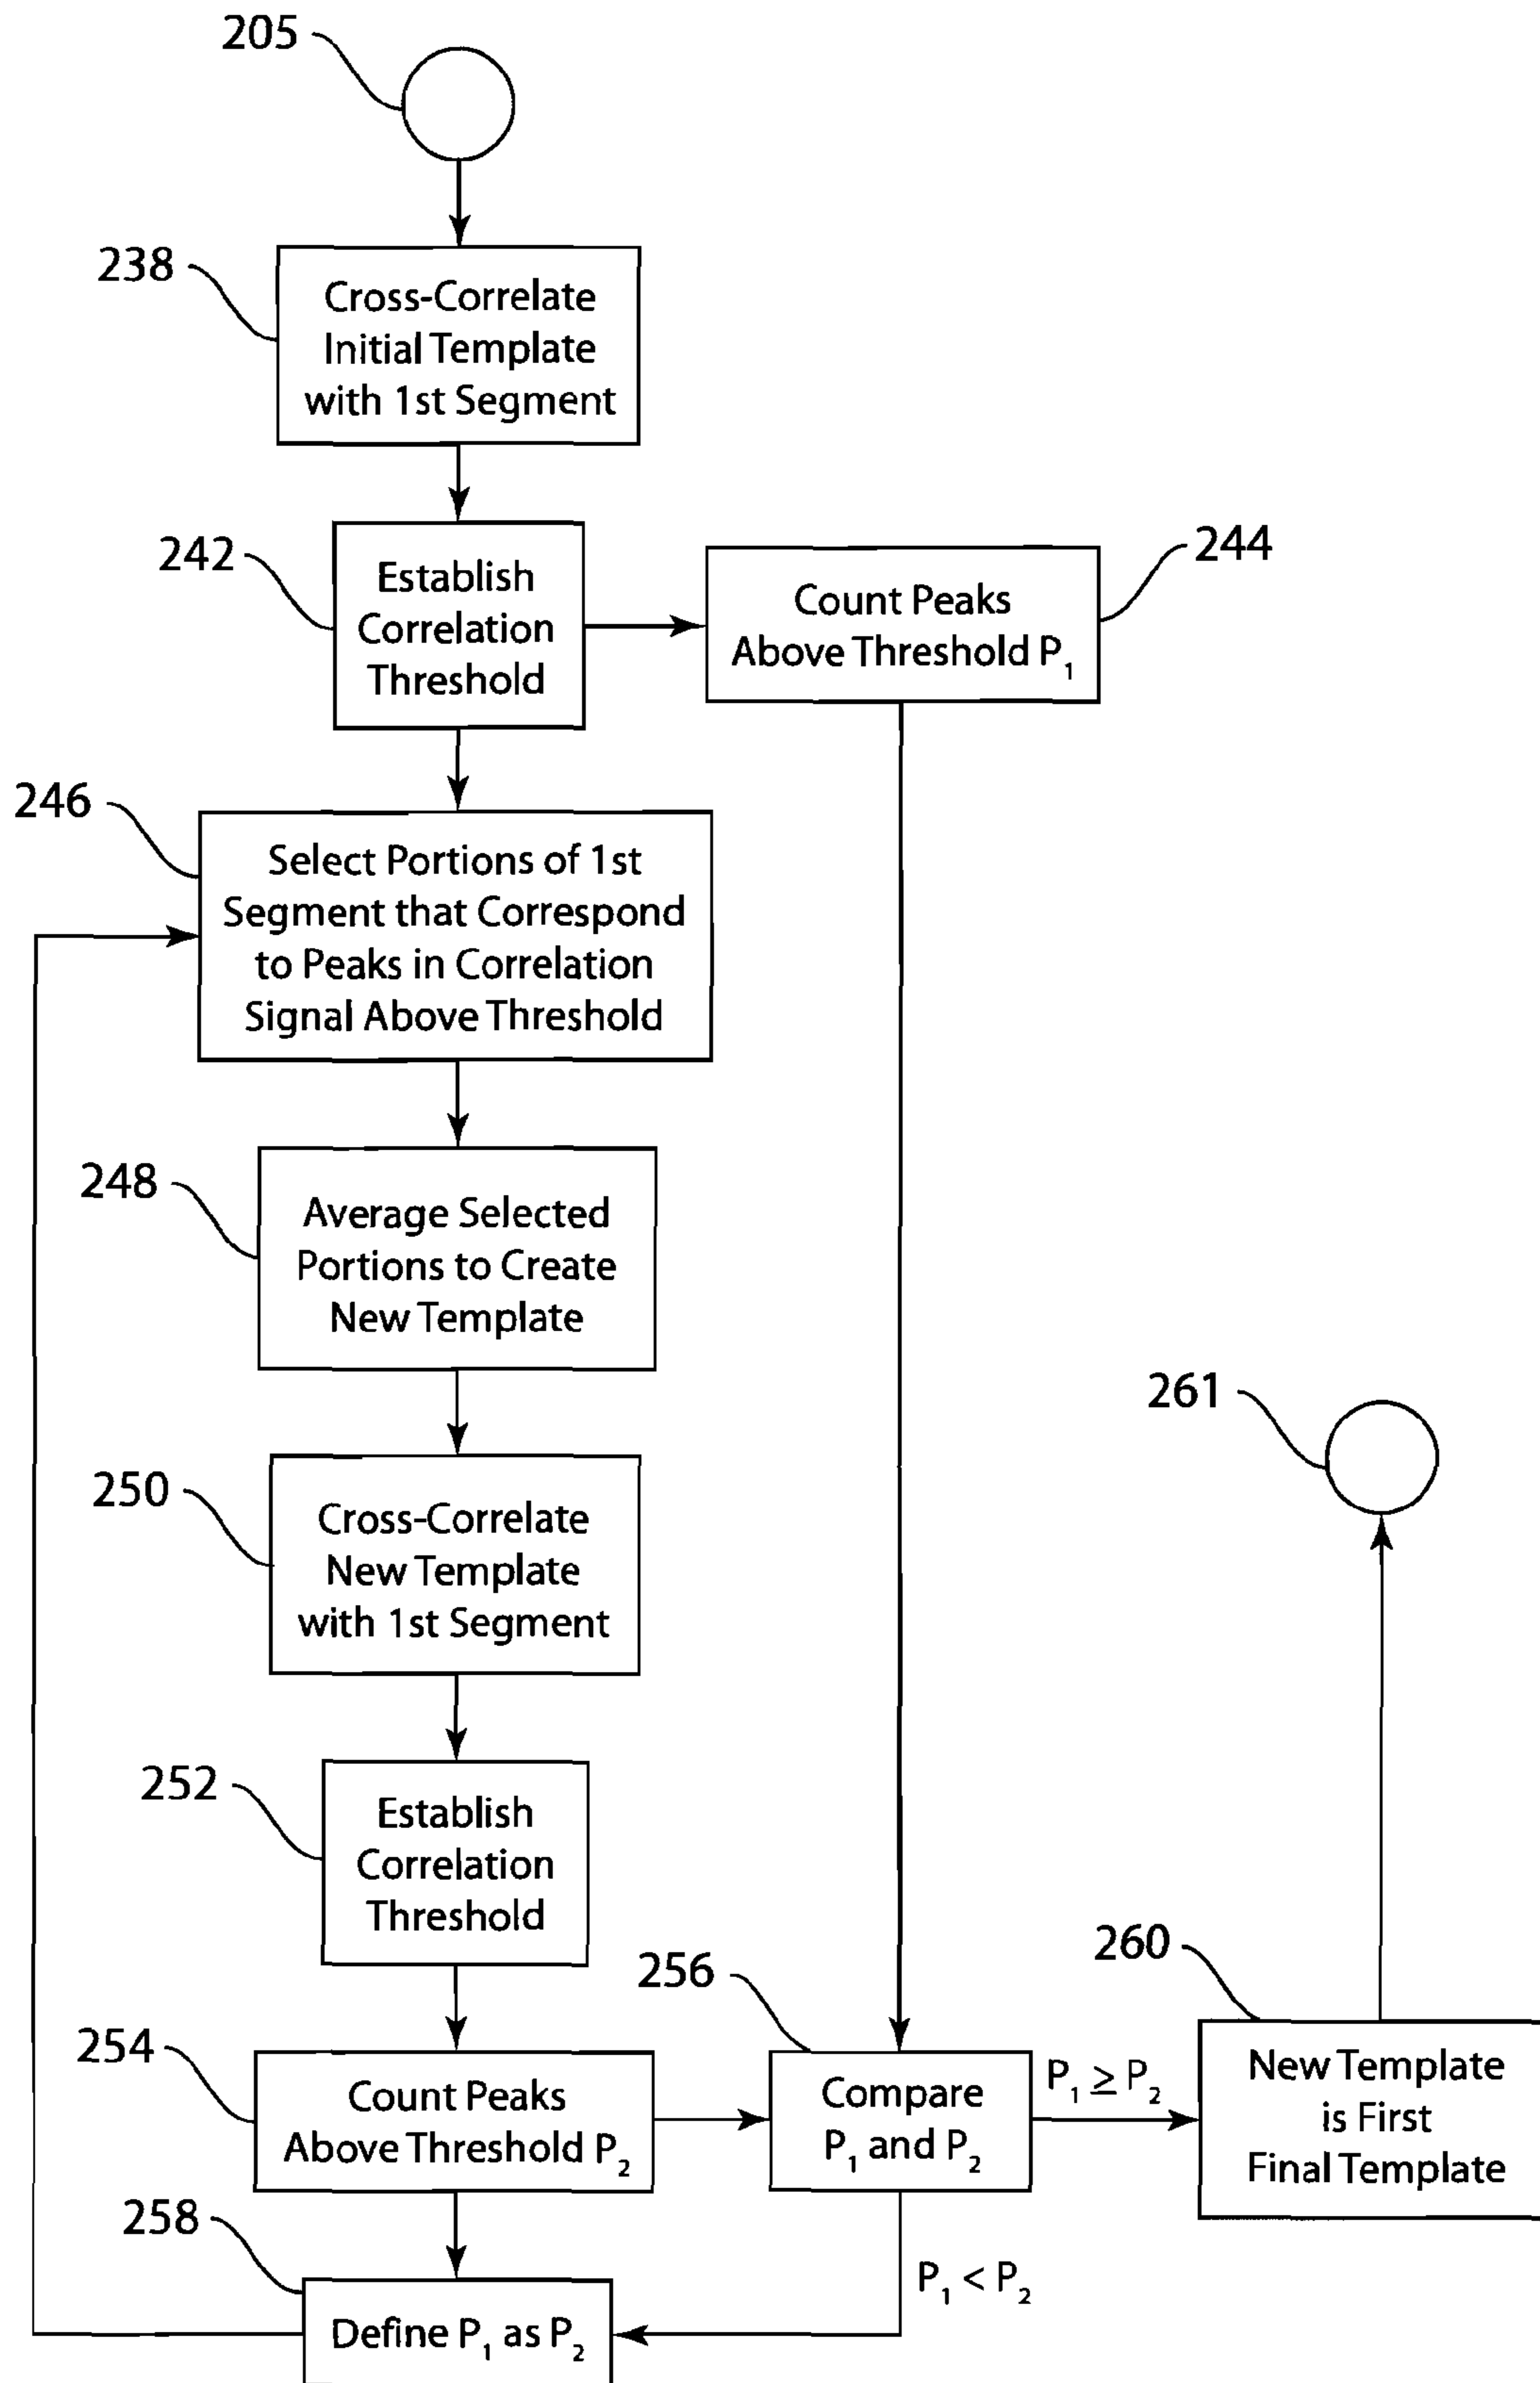 205
238
Cross-Correlate
Initial Template
with 1st Segment
242
Establish
Correlation
Threshold
244
Count Peaks
Above Threshold P₁
246
Select Portions of 1st
Segment that Correspond
to Peaks in Correlation
Signal Above Threshold
248
Average Selected
Portions to Create
New Template
250
Cross-Correlate
New Template
with 1st Segment
252
Establish
Correlation
Threshold
254
Count Peaks
Above Threshold P₂
256
Compare
P₁ and P₂
P₁ ≥ P₂
260
New Template
is First
Final Template
261
P₁ < P₂
258
Define P₁ as P₂